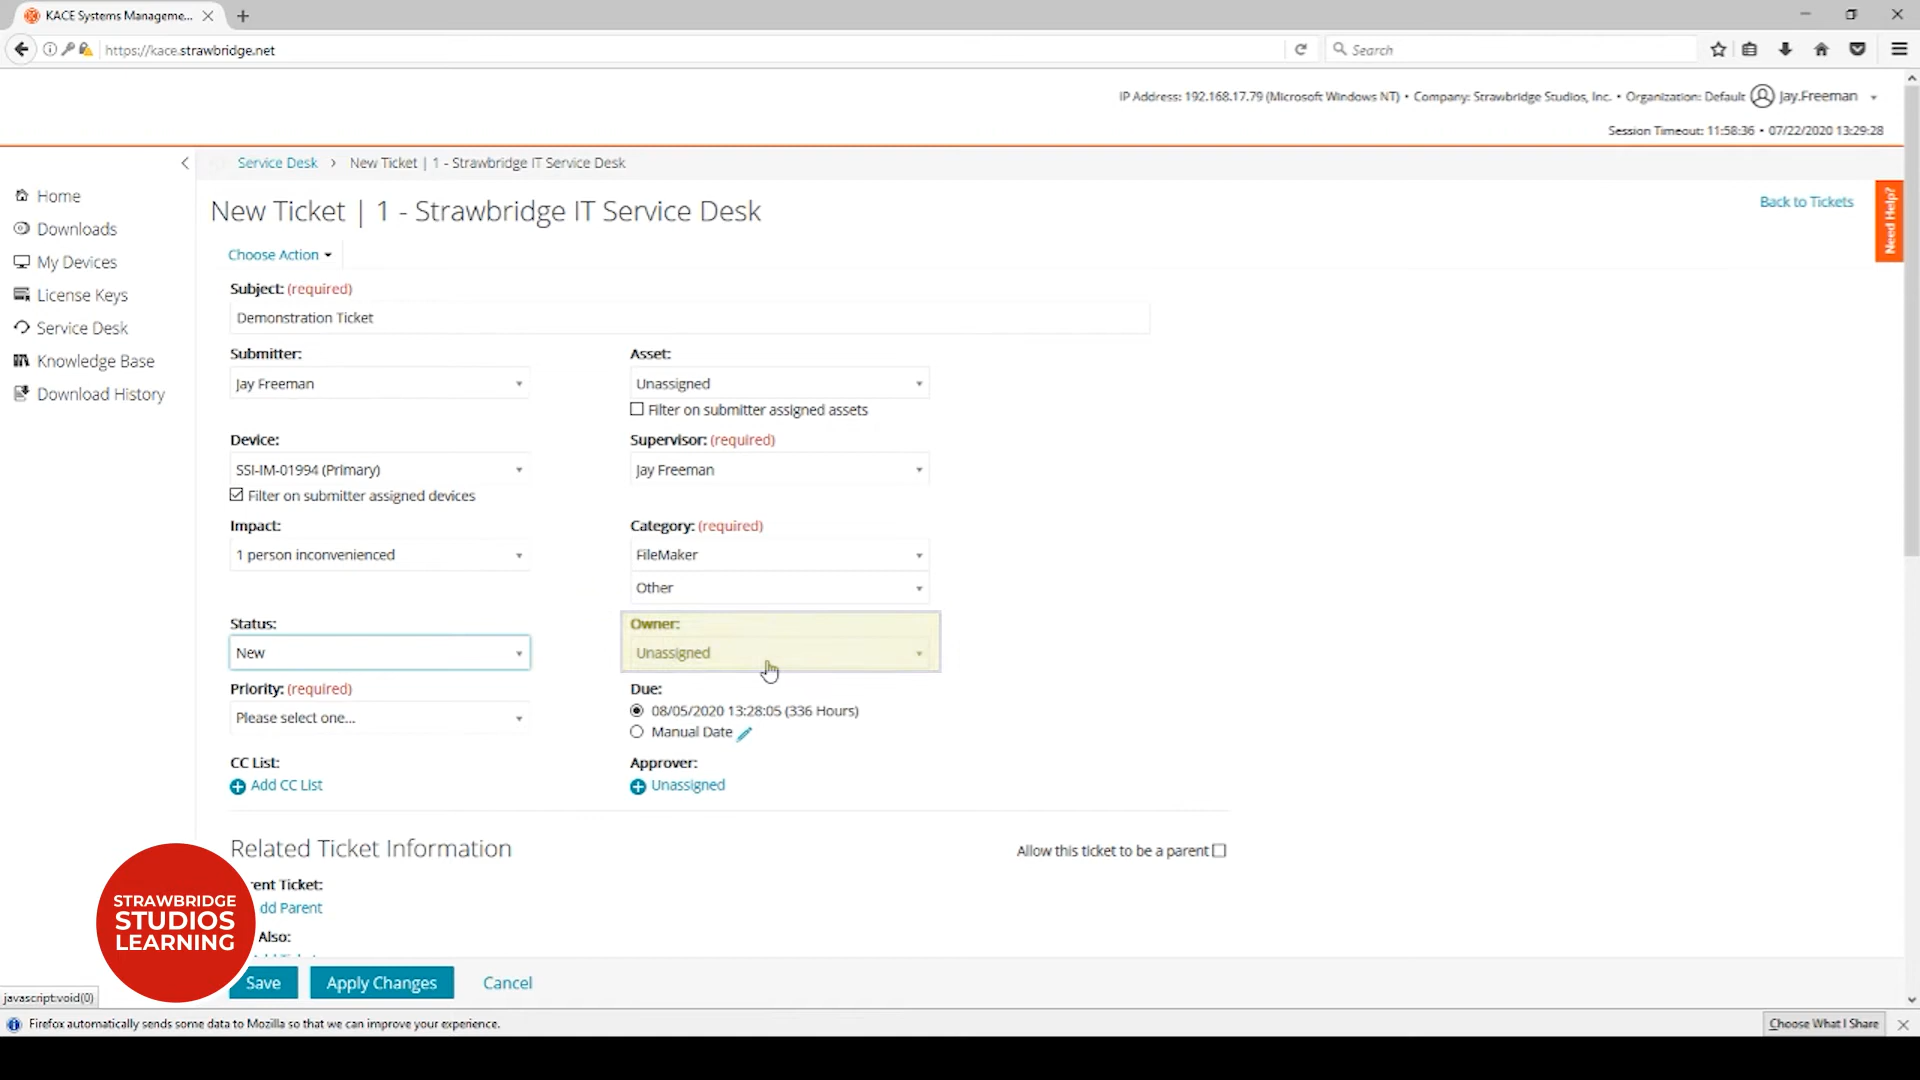 KACE Systems Manageme...
https://kace.strawbridge.net
Search
IP Address: 192.168.17.79 (Microsoft Windows NT) • Company: Strawbridge Studios, Inc. • Organization: Default Jay.Freeman
Session Timeout: 11:58:36 • 07/22/2020 13:29:28
Service Desk > New Ticket | 1 - Strawbridge IT Service Desk
Home
Downloads
My Devices
License Keys
Service Desk
Knowledge Base
Download History
New Ticket | 1 - Strawbridge IT Service Desk
Back to Tickets
Need Help?
Choose Action
Subject: (required)
Demonstration Ticket
Submitter:
Jay Freeman
Asset:
Unassigned
Filter on submitter assigned assets
Device:
SSI-IM-01994 (Primary)
Filter on submitter assigned devices
Supervisor: (required)
Jay Freeman
Impact:
1 person inconvenienced
Category: (required)
FileMaker
Other
Status:
New
Owner:
Unassigned
Priority: (required)
Please select one...
Due:
08/05/2020 13:28:05 (336 Hours)
Manual Date
CC List:
Add CC List
Approver:
Unassigned
Related Ticket Information
Allow this ticket to be a parent
ent Ticket:
dd Parent
Also:
STRAWBRIDGE
STUDIOS
LEARNING
Save
Apply Changes
Cancel
javascript:void(0)
Firefox automatically sends some data to Mozilla so that we can improve your experience.
Choose What I Share